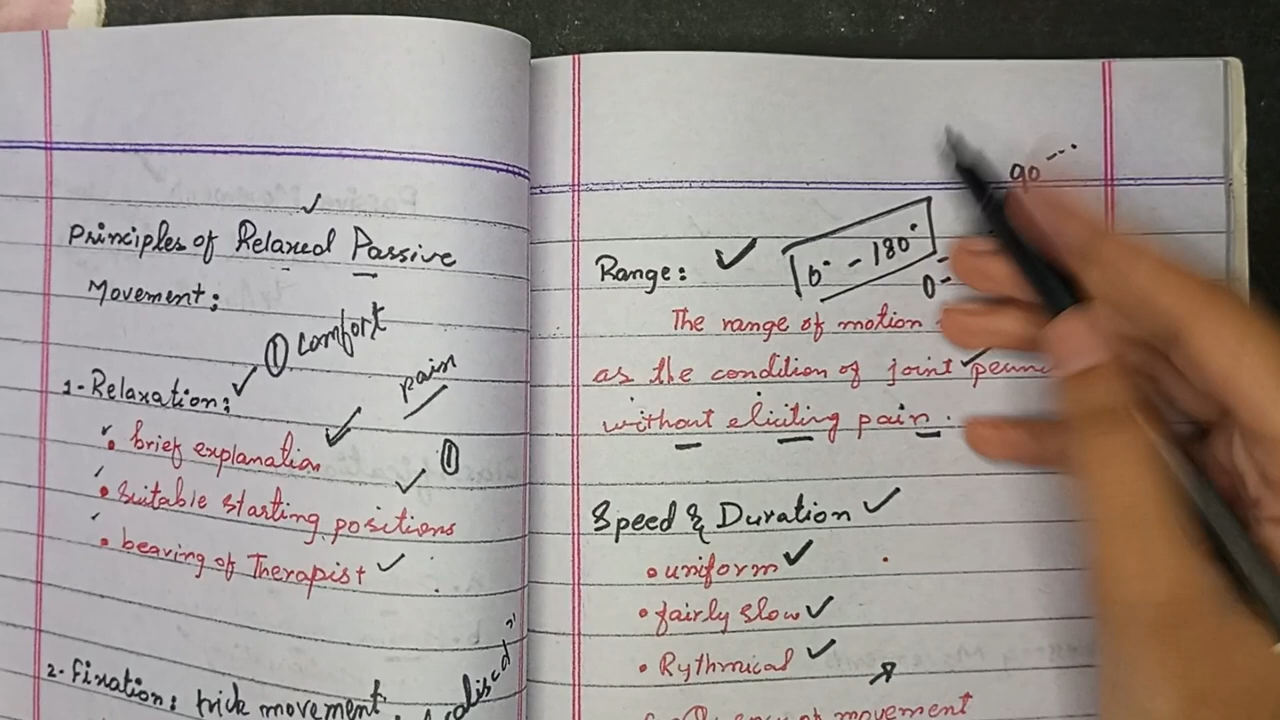 Principles of Relaxed Passive
Movement:
① comfort
1- Relaxation:
pain
• brief explanation
• Suitable starting positions
• bearing of Therapist
2- Fixation: trick movement
90 ---
Range: 0° - 180°
0-
The range of motion
as the condition of joint
without eliciting pain.
Speed & Duration
• uniform
• fairly slow
• Rythmical
of movement